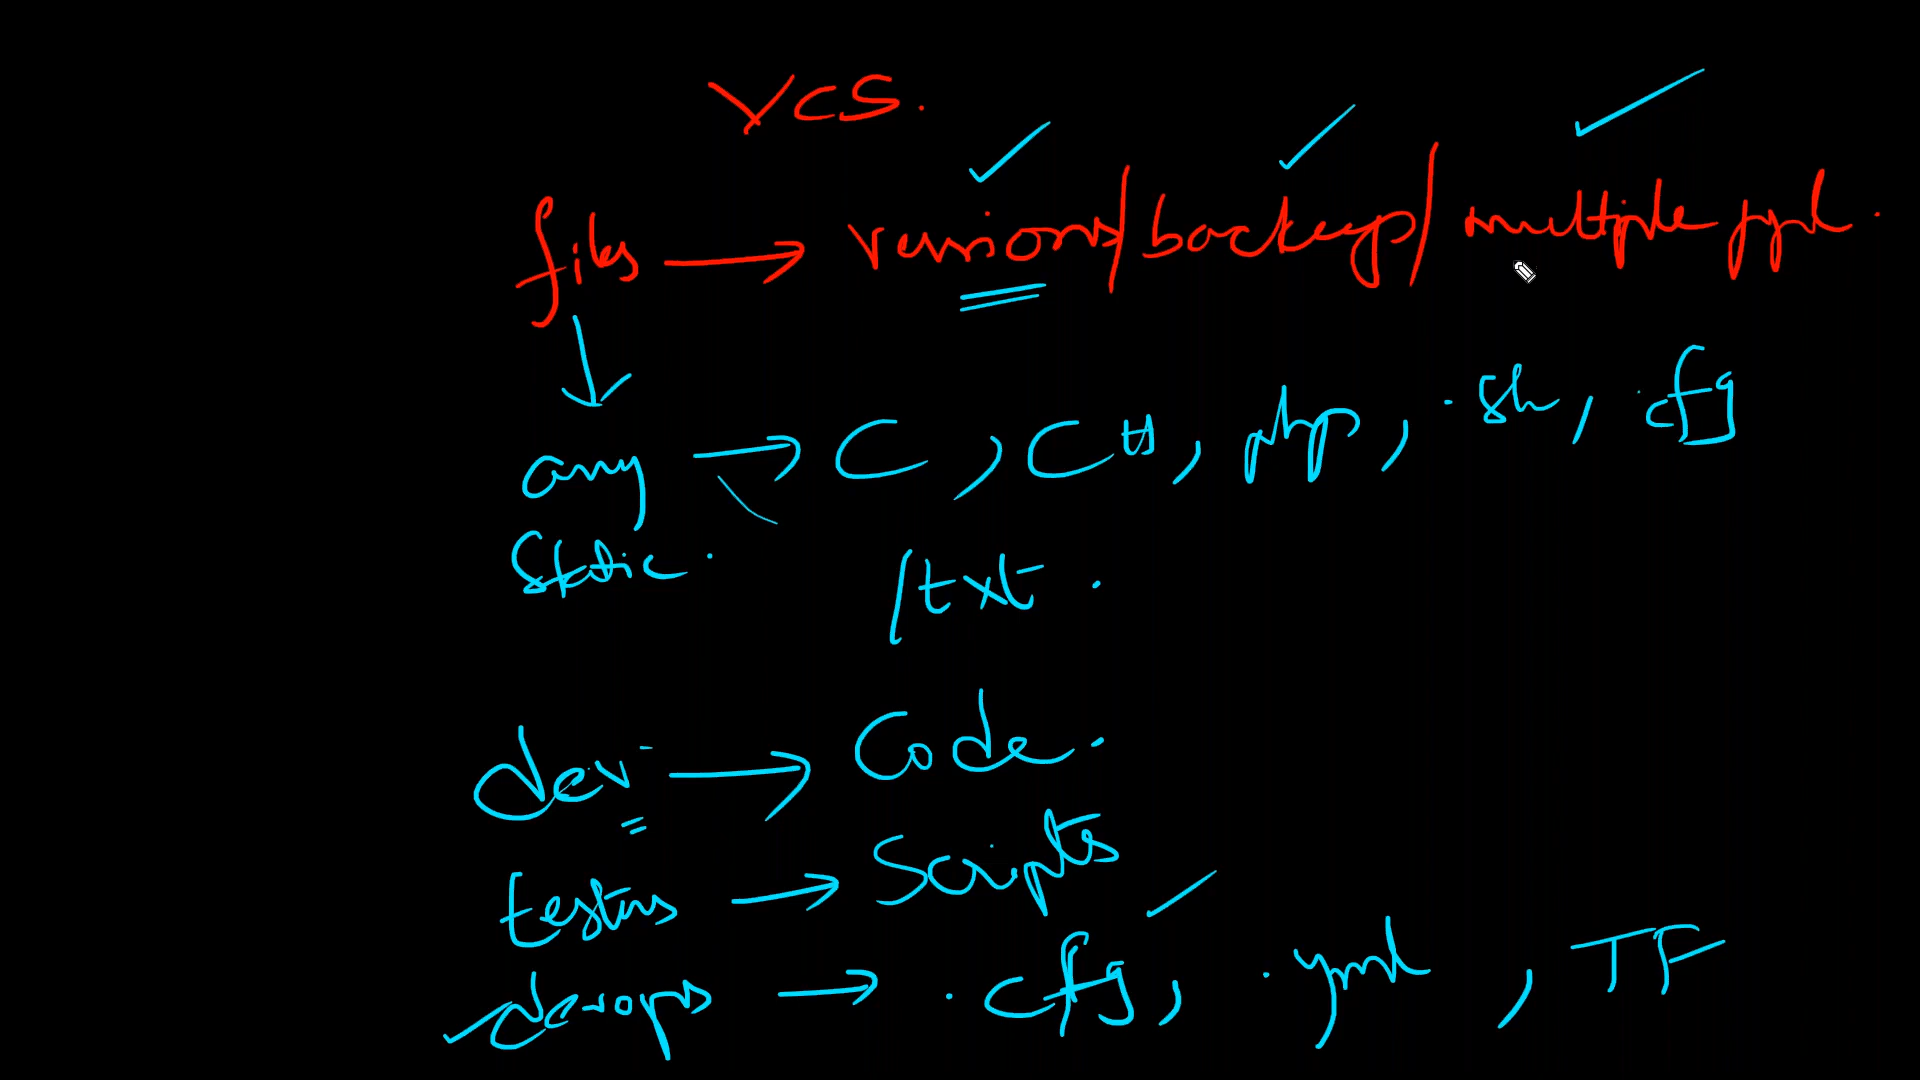 VCS.
files → versions/backup/multiple ppl.
any → C, C#, php, .sh, .cfg
Static. /txt.
dev → Code.
testers → Scripts
devops → .cfg, .yml, TF